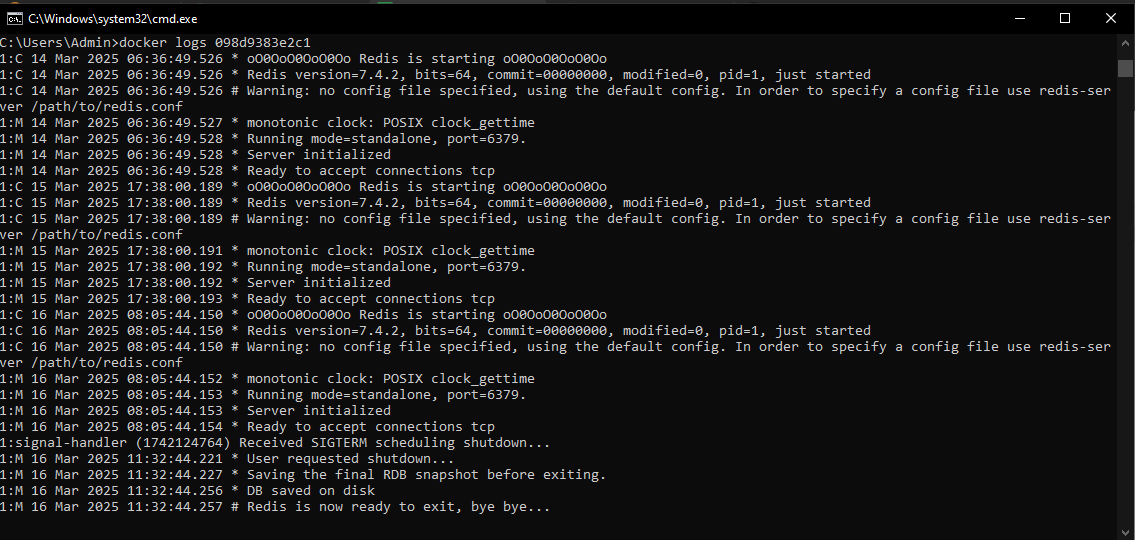 C:\Windows\system32\cmd.exe
C:\Users\Admin>docker logs 098d9383e2c1
1:C 14 Mar 2025 06:36:49.526 * oO0OoO0OoO0Oo Redis is starting oO0OoO0OoO0Oo
1:C 14 Mar 2025 06:36:49.526 * Redis version=7.4.2, bits=64, commit=00000000, modified=0, pid=1, just started
1:C 14 Mar 2025 06:36:49.526 # Warning: no config file specified, using the default config. In order to specify a config file use redis-ser
ver /path/to/redis.conf
1:M 14 Mar 2025 06:36:49.527 * monotonic clock: POSIX clock_gettime
1:M 14 Mar 2025 06:36:49.528 * Running mode=standalone, port=6379.
1:M 14 Mar 2025 06:36:49.528 * Server initialized
1:M 14 Mar 2025 06:36:49.528 * Ready to accept connections tcp
1:C 15 Mar 2025 17:38:00.189 * oO0OoO0OoO0Oo Redis is starting oO0OoO0OoO0Oo
1:C 15 Mar 2025 17:38:00.189 * Redis version=7.4.2, bits=64, commit=00000000, modified=0, pid=1, just started
1:C 15 Mar 2025 17:38:00.189 # Warning: no config file specified, using the default config. In order to specify a config file use redis-ser
ver /path/to/redis.conf
1:M 15 Mar 2025 17:38:00.191 * monotonic clock: POSIX clock_gettime
1:M 15 Mar 2025 17:38:00.192 * Running mode=standalone, port=6379.
1:M 15 Mar 2025 17:38:00.192 * Server initialized
1:M 15 Mar 2025 17:38:00.193 * Ready to accept connections tcp
1:C 16 Mar 2025 08:05:44.150 * oO0OoO0OoO0Oo Redis is starting oO0OoO0OoO0Oo
1:C 16 Mar 2025 08:05:44.150 * Redis version=7.4.2, bits=64, commit=00000000, modified=0, pid=1, just started
1:C 16 Mar 2025 08:05:44.150 # Warning: no config file specified, using the default config. In order to specify a config file use redis-ser
ver /path/to/redis.conf
1:M 16 Mar 2025 08:05:44.152 * monotonic clock: POSIX clock_gettime
1:M 16 Mar 2025 08:05:44.153 * Running mode=standalone, port=6379.
1:M 16 Mar 2025 08:05:44.153 * Server initialized
1:M 16 Mar 2025 08:05:44.154 * Ready to accept connections tcp
1:signal-handler (1742124764) Received SIGTERM scheduling shutdown...
1:M 16 Mar 2025 11:32:44.221 * User requested shutdown...
1:M 16 Mar 2025 11:32:44.227 * Saving the final RDB snapshot before exiting.
1:M 16 Mar 2025 11:32:44.256 * DB saved on disk
1:M 16 Mar 2025 11:32:44.257 # Redis is now ready to exit, bye bye...